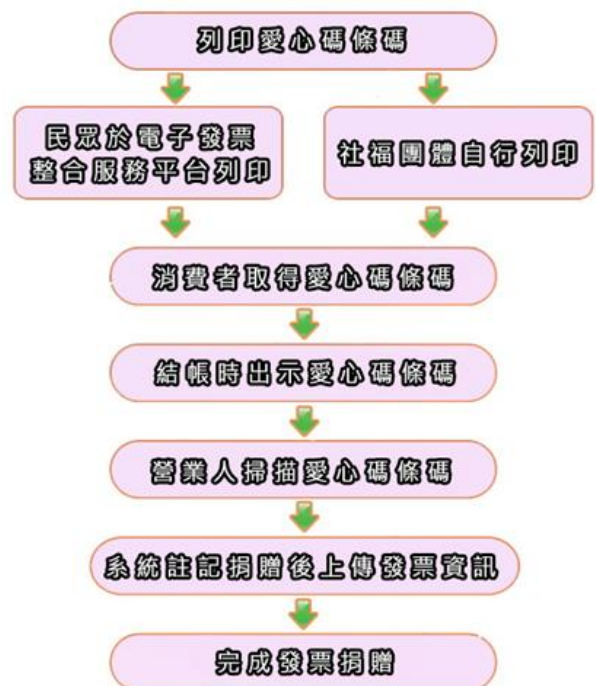 列印愛心碼條碼
民眾於電子發票
整合服務平台列印
社福團體自行列印
消費者取得愛心碼條碼
結帳時出示愛心碼條碼
營業人掃描愛心碼條碼
系統註記捐贈後上傳發票資訊
完成發票捐贈